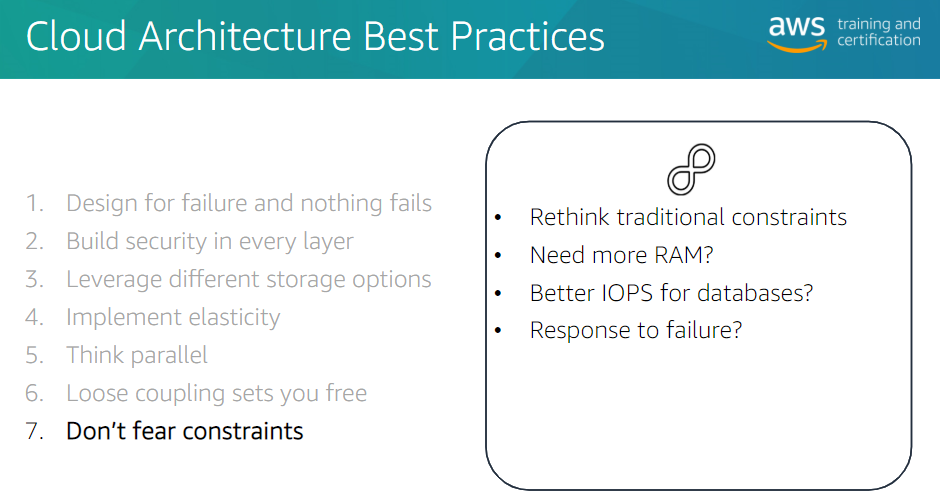 Cloud Architecture Best Practices
aws training and
certification
1. Design for failure and nothing fails
2. Build security in every layer
3. Leverage different storage options
4. Implement elasticity
5. Think parallel
6. Loose coupling sets you free
7. Don't fear constraints
• Rethink traditional constraints
• Need more RAM?
• Better IOPS for databases?
• Response to failure?